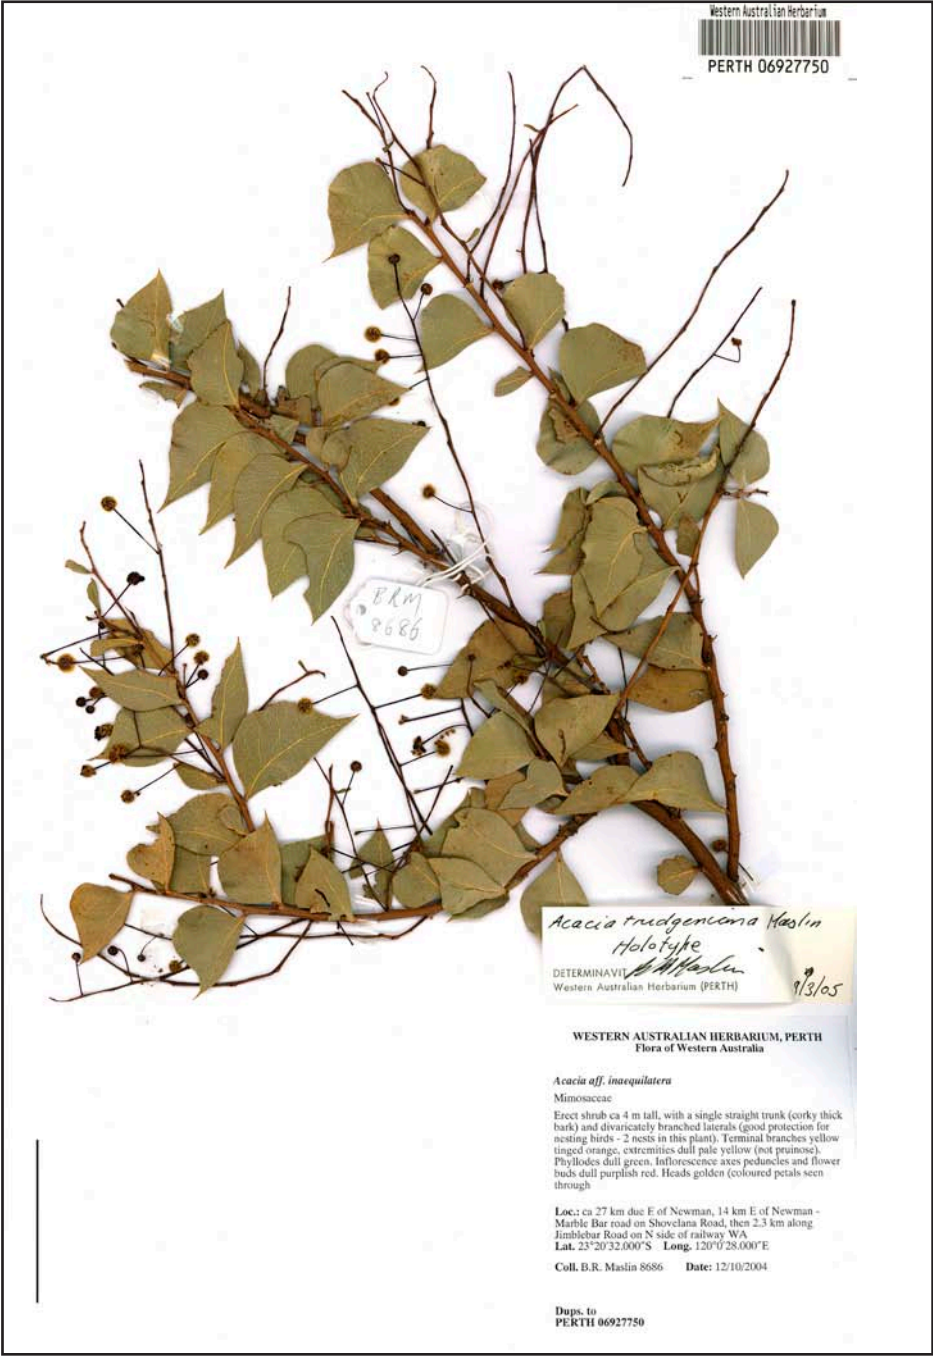 Western Australian Herbarium
PERTH 06927750
BRM
8686
Acacia trudgeniana Maslin
Holotype
DETERMINAVIT B R Maslin
Western Australian Herbarium (PERTH)
9/3/05
WESTERN AUSTRALIAN HERBARIUM, PERTH
Flora of Western Australia
Acacia aff. inaequilatera
Mimosaceae
Erect shrub ca 4 m tall, with a single straight trunk (corky thick
bark) and divaricately branched laterals (good protection for
nesting birds - 2 nests in this plant). Terminal branches yellow
tinged orange, extremities dull pale yellow (not pruinose).
Phyllodes dull green. Inflorescence axes peduncles and flower
buds dull purplish red. Heads golden (coloured petals seen
through
Loc.: ca 27 km due E of Newman, 14 km E of Newman -
Marble Bar road on Shovelana Road, then 2.3 km along
Jimblebar Road on N side of railway WA
Lat. 23°20'32.000"S Long. 120°0'28.000"E
Coll. B.R. Maslin 8686 Date: 12/10/2004
Dups. to
PERTH 06927750